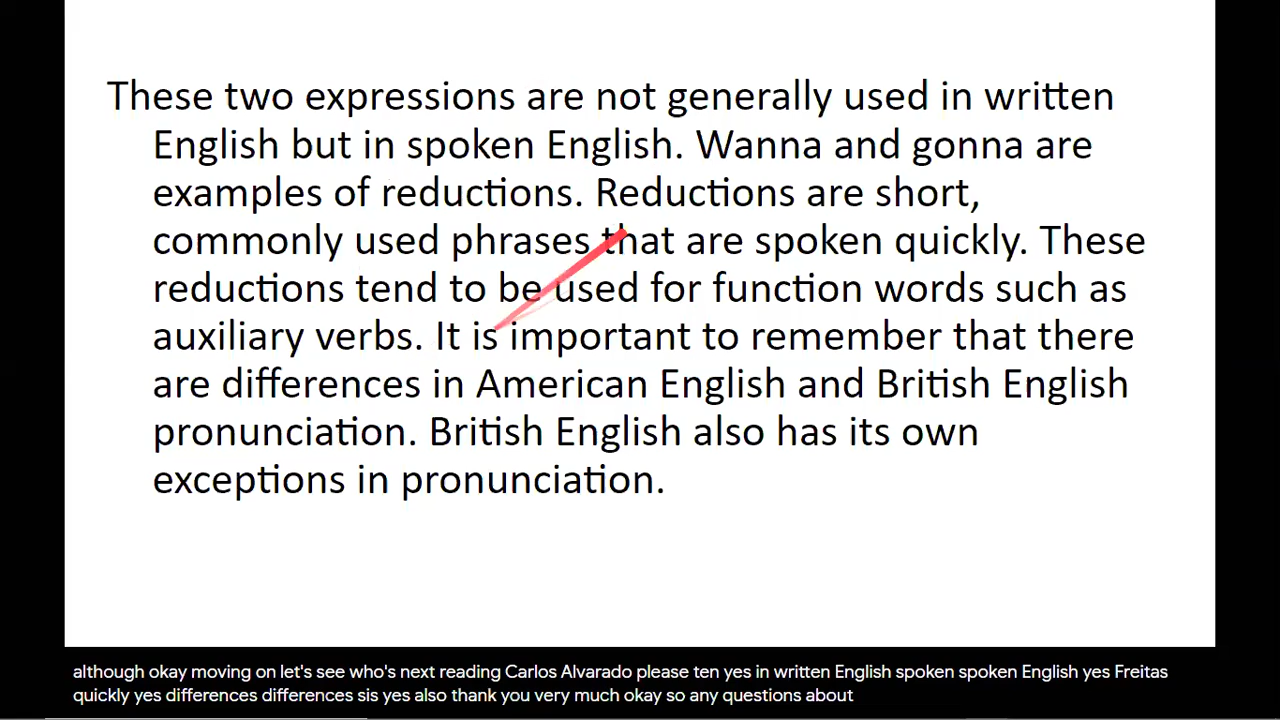 These two expressions are not generally used in written
English but in spoken English. Wanna and gonna are
examples of reductions. Reductions are short,
commonly used phrases that are spoken quickly. These
reductions tend to be used for function words such as
auxiliary verbs. It is important to remember that there
are differences in American English and British English
pronunciation. British English also has its own
exceptions in pronunciation.
although okay moving on let's see who's next reading Carlos Alvarado please ten yes in written English spoken spoken English yes Freitas
quickly yes differences differences sis yes also thank you very much okay so any questions about